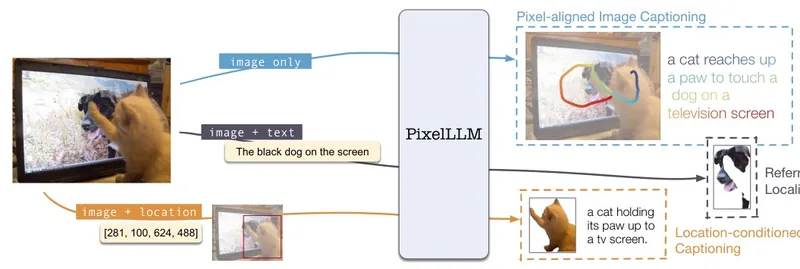 Pixel-aligned Image Captioning
image only
a cat reaches up
a paw to touch a
dog on a
television screen
image + text
The black dog on the screen
PixelLLM
Referr
Locali
image + location
[281, 100, 624, 488]
a cat holding
its paw up to
a tv screen.
Location-conditioned
Captioning